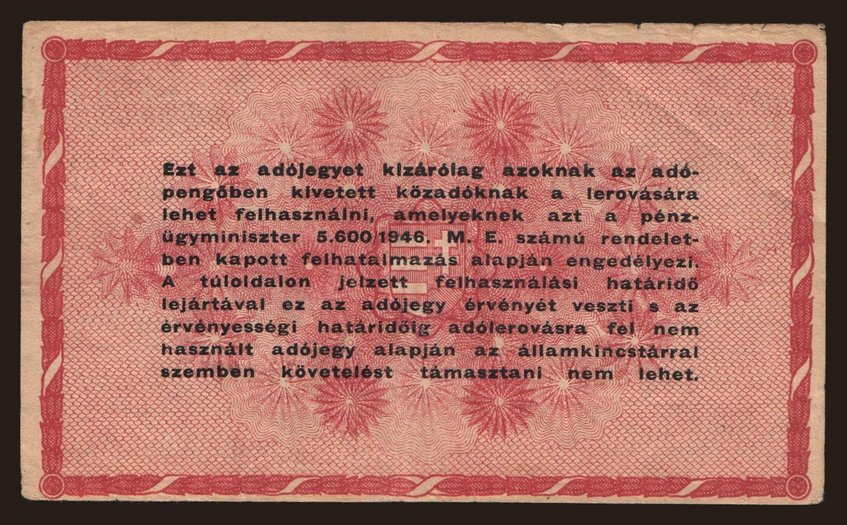 Ezt az adójegyet kizárólag azoknak az adó-
pengőben kivetett közadóknak a lerovására
lehet felhasználni, amelyeknek azt a pénz-
ügyminiszter 5.600/1946. M. E. számú rendelet-
ben kapott felhatalmazás alapján engedélyezi.
A túloldalon jelzett felhasználási határidő
lejártával ez az adójegy érvényét veszti s az
érvényességi határidőig adólerovásra fel nem
használt adójegy alapján az államkincstárral
szemben követelést támasztani nem lehet.